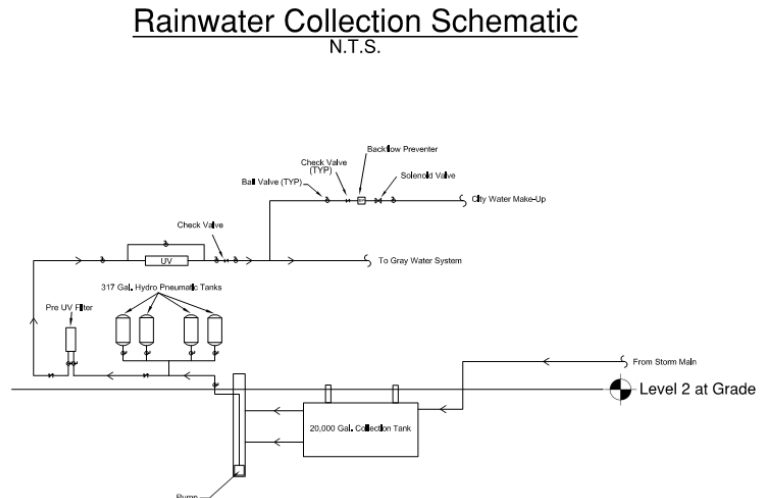 Rainwater Collection Schematic
N.T.S.
Backflow Preventer
Check Valve
(TYP)
Solenoid Valve
Ball Valve (TYP)
City Water Make-Up
Check Valve
UV
To Gray Water System
317 Gal. Hydro Pneumatic Tanks
Pre UV Filter
From Storm Main
Level 2 at Grade
20,000 Gal. Collection Tank
Pump